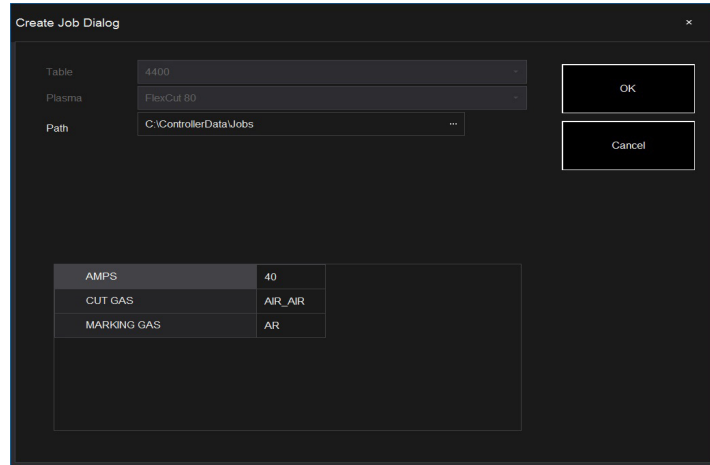 Create Job Dialog ×
Table 4400
Plasma FlexCut 80
Path C:\ControllerData\Jobs ...
OK
Cancel
AMPS 40
CUT GAS AIR_AIR
MARKING GAS AR